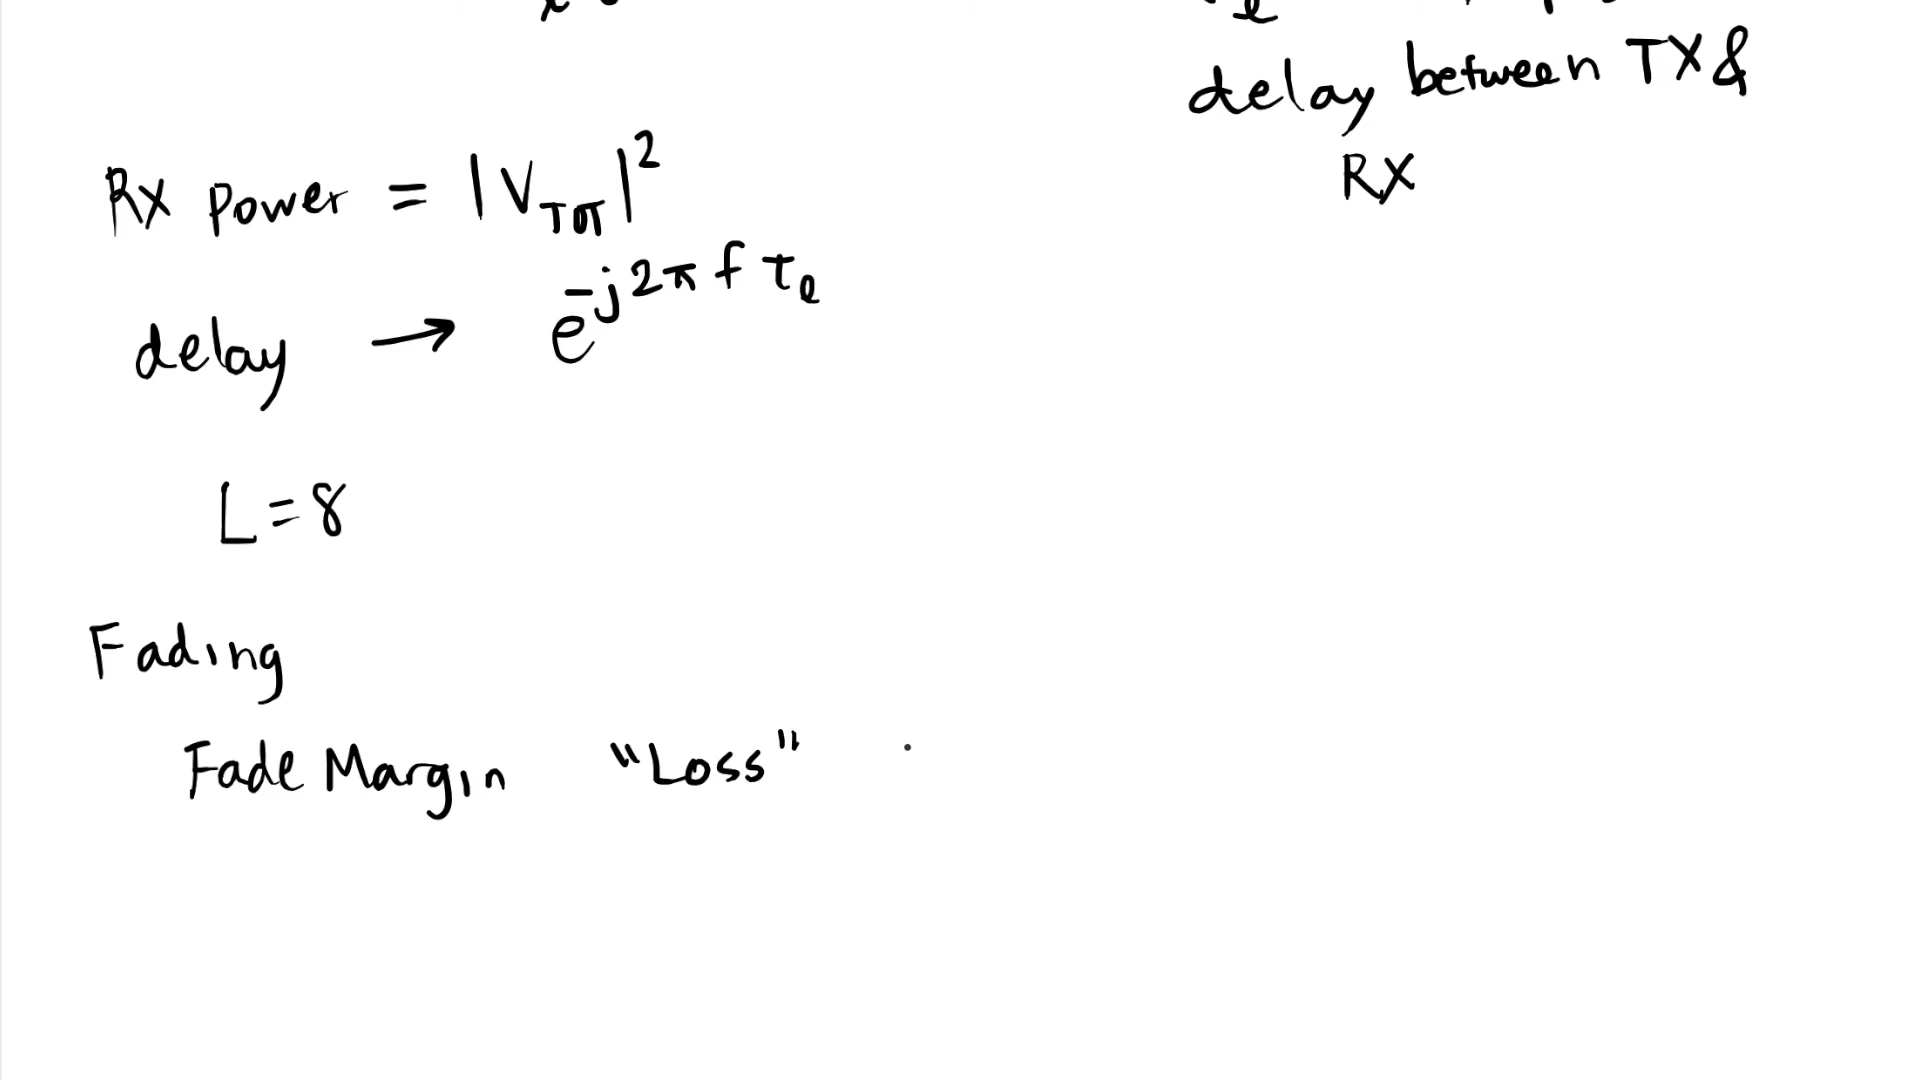 delay between TX &
RX
Rx Power = |V_TOT|²
delay → e^{-j2πfτ_ℓ}
L=8
Fading
Fade Margin "Loss"